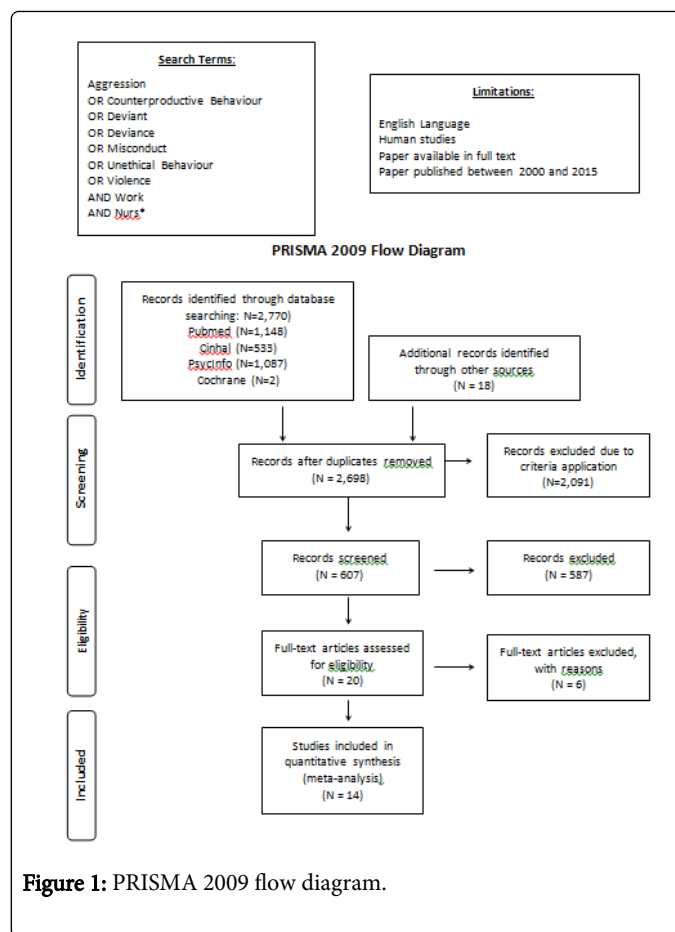 Search Terms:
Aggression
OR Counterproductive Behaviour
OR Deviant
OR Deviance
OR Misconduct
OR Unethical Behaviour
OR Violence
AND Work
AND Nurs*
Limitations:
English Language
Human studies
Paper available in full text
Paper published between 2000 and 2015
PRISMA 2009 Flow Diagram
Identification
Records identified through database
searching: N=2,770
Pubmed (N=1,148)
Cinhal (N=533)
PsycInfo (N=1,087)
Cochrane (N=2)
Additional records identified
through other sources
(N = 18)
Screening
Records after duplicates removed
(N = 2,698)
Records excluded due to
criteria application
(N=2,091)
Records screened
(N = 607)
Records excluded
(N = 587)
Eligibility
Full-text articles assessed
for eligibility
(N = 20)
Full-text articles excluded,
with reasons
(N = 6)
Included
Studies included in
quantitative synthesis
(meta-analysis)
(N = 14)
Figure 1: PRISMA 2009 flow diagram.